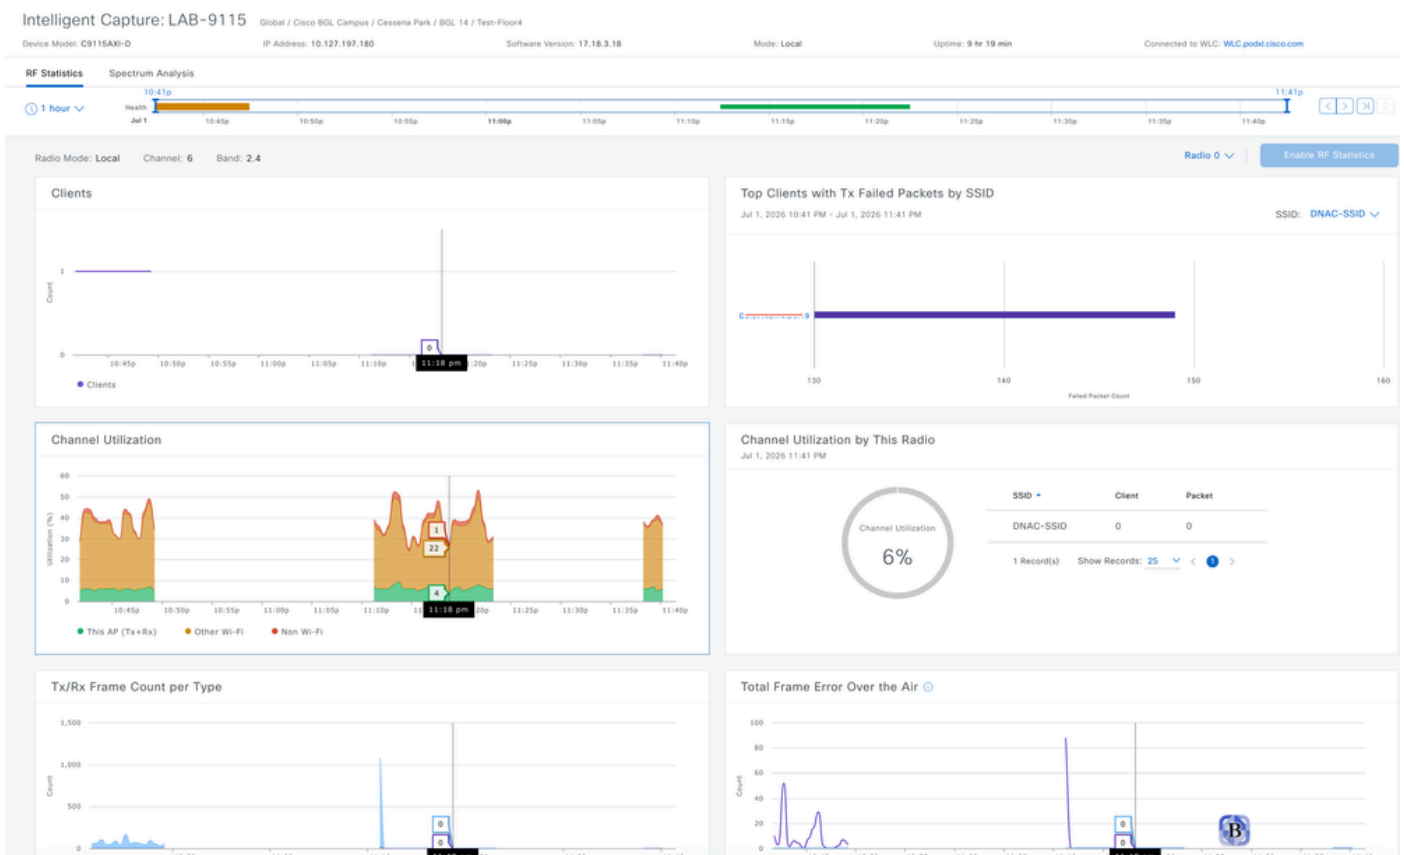 Intelligent Capture: LAB-9115 Global / Cisco BGL Campus / Cessena Park / BGL 14 / Test-Floor4
Device Model: C9115AXI-D IP Address: 10.127.197.180 Software Version: 17.18.3.18 Mode: Local Uptime: 9 hr 19 min Connected to WLC: WLC.podxl.cisco.com
RF Statistics Spectrum Analysis
10:41p 11:41p
1 hour Health
Jul 1 10:45p 10:50p 10:55p 11:00p 11:05p 11:10p 11:15p 11:20p 11:25p 11:30p 11:35p 11:40p
Radio Mode: Local Channel: 6 Band: 2.4 Radio 0 Enable RF Statistics
Clients
1
Count
0
0
10:45p 10:50p 10:55p 11:00p 11:05p 11:10p 1 11:18 pm :20p 11:25p 11:30p 11:35p 11:40p
Clients
Top Clients with Tx Failed Packets by SSID
Jul 1, 2026 10:41 PM - Jul 1, 2026 11:41 PM SSID: DNAC-SSID
130 140 150 160
Failed Packet Count
Channel Utilization
60
50
40
30
20
10
0
Utilization (%)
1
22
4
10:45p 10:50p 10:55p 11:00p 11:05p 11:10p 11 11:18 pm 20p 11:25p 11:30p 11:35p 11:40p
This AP (Tx+Rx) Other Wi-Fi Non Wi-Fi
Channel Utilization by This Radio
Jul 1, 2026 11:41 PM
Channel Utilization
6%
SSID Client Packet
DNAC-SSID 0 0
1 Record(s) Show Records: 25 1
Tx/Rx Frame Count per Type
1,500
1,000
500
0
Count
0
0
Total Frame Error Over the Air
100
80
60
40
20
0
Count
0
0
B